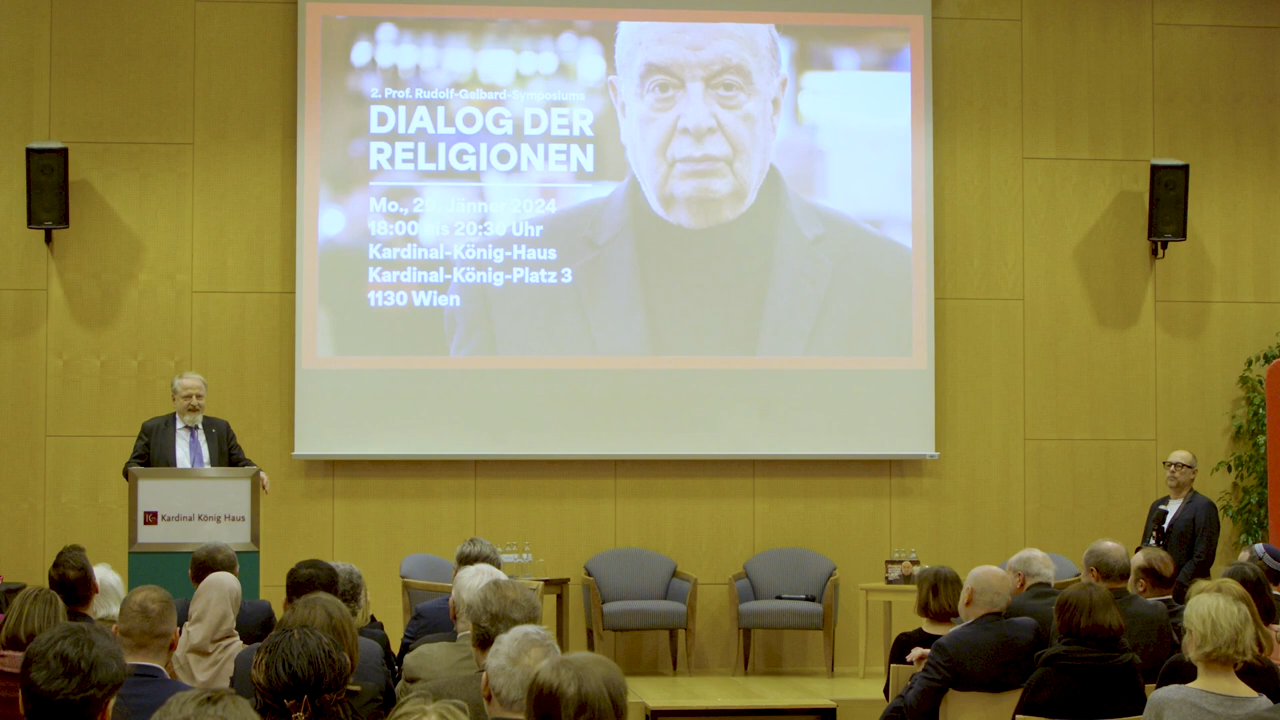 2. Prof. Rudolf-Gelbard-Symposiums
DIALOG DER
RELIGIONEN
Mo., Jänner 2024
18:00 bis 20:30 Uhr
Kardinal-König-Haus
Kardinal-König-Platz 3
1130 Wien
Kardinal König Haus